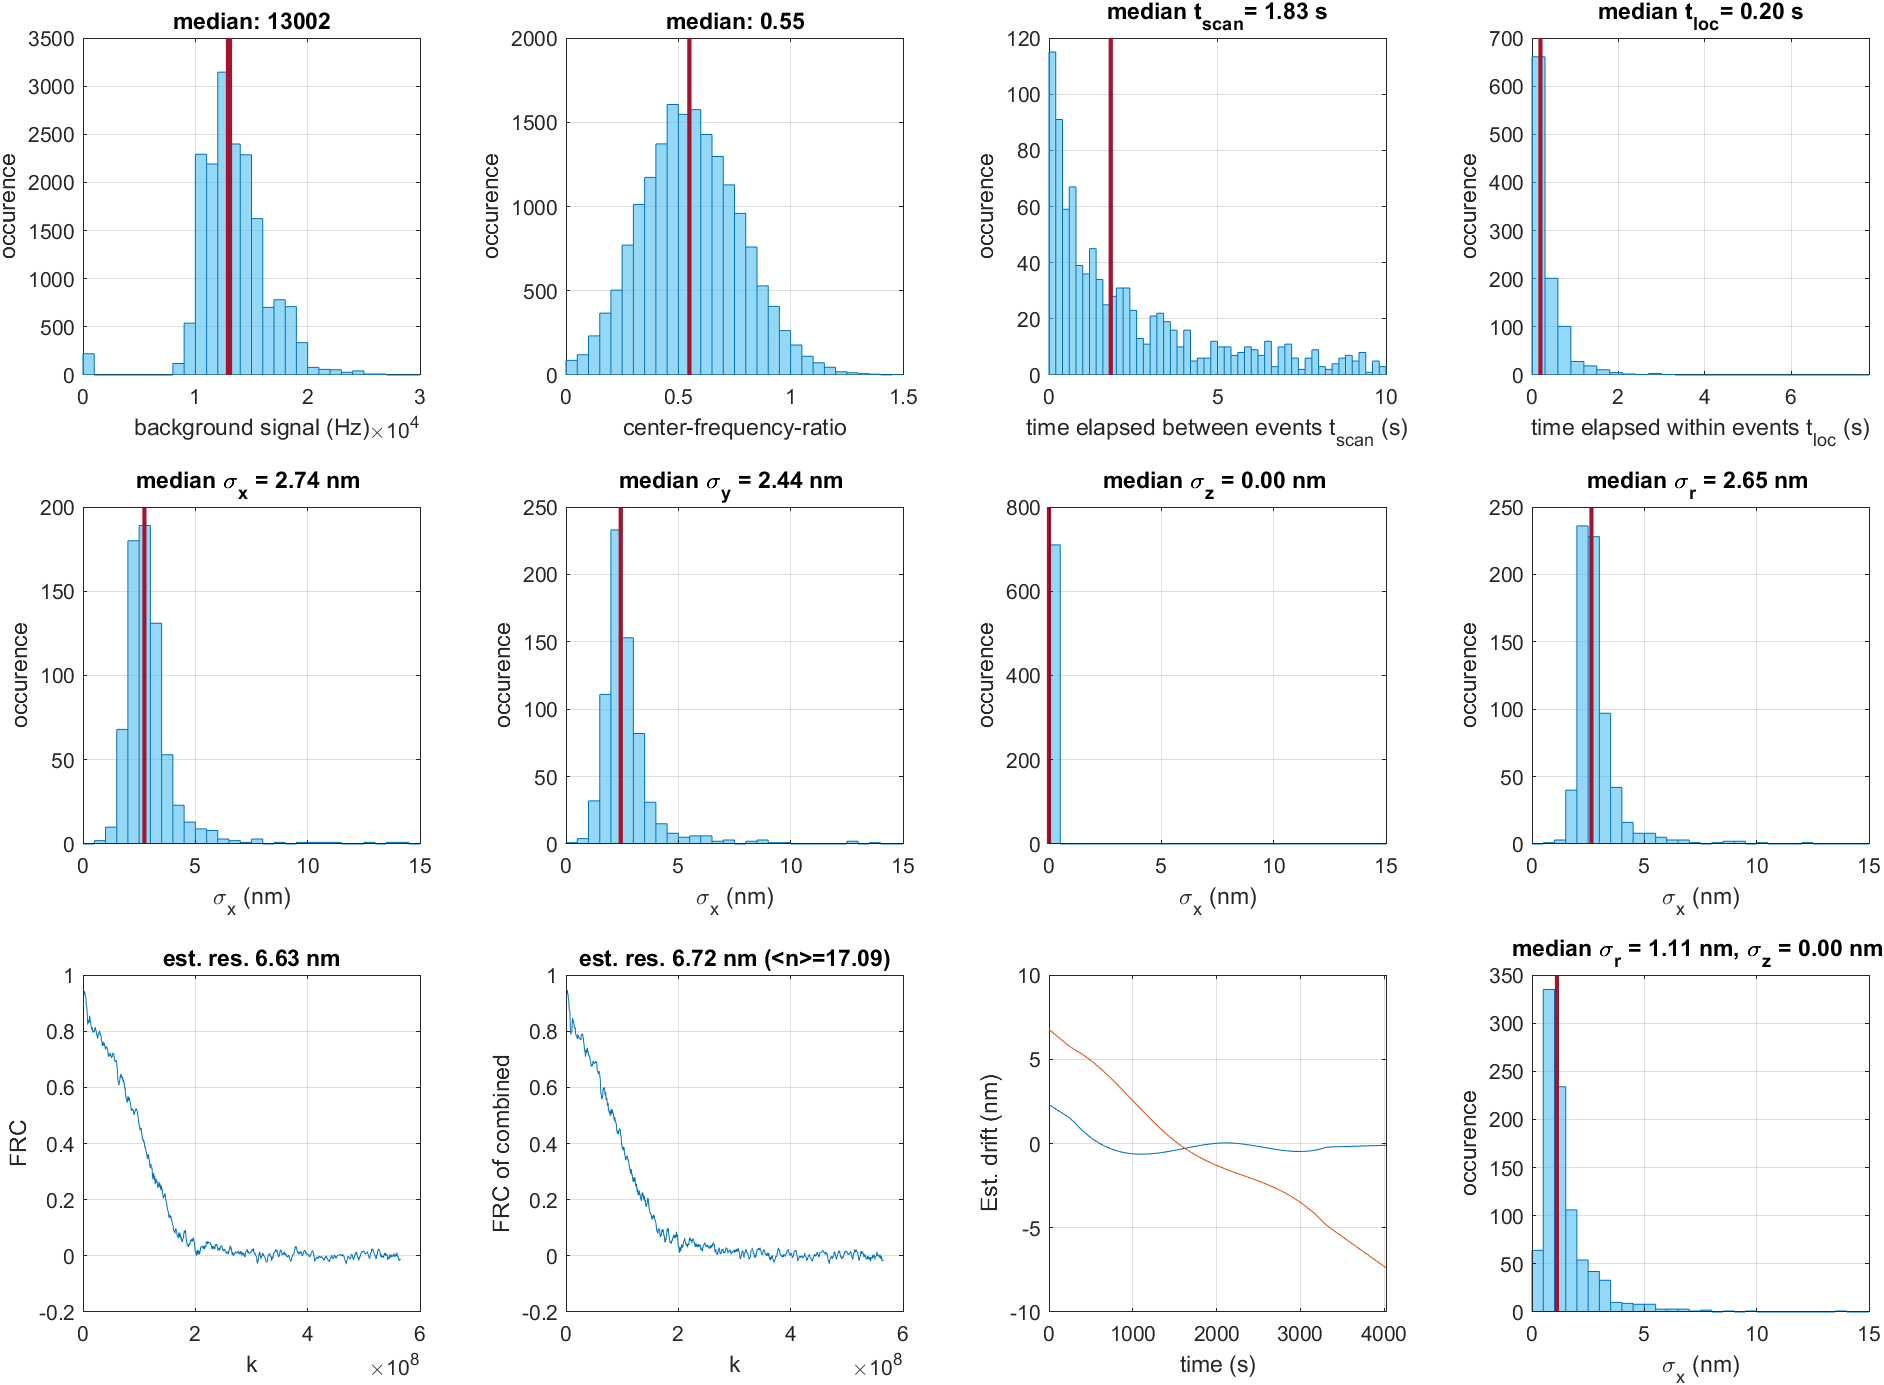 median: 13002
3500
3000
2500
2000
1500
1000
500
0
occurence
0 1 2 3
background signal (Hz) ×10⁴
median: 0.55
2000
1500
1000
500
0
occurence
0 0.5 1 1.5
center-frequency-ratio
median t_scan = 1.83 s
120
100
80
60
40
20
0
occurence
0 5 10
time elapsed between events t_scan (s)
median t_loc = 0.20 s
700
600
500
400
300
200
100
0
occurence
0 2 4 6
time elapsed within events t_loc (s)
median σ_x = 2.74 nm
200
150
100
50
0
occurence
0 5 10 15
σ_x (nm)
median σ_y = 2.44 nm
250
200
150
100
50
0
occurence
0 5 10 15
σ_x (nm)
median σ_z = 0.00 nm
800
600
400
200
0
occurence
0 5 10 15
σ_x (nm)
median σ_r = 2.65 nm
250
200
150
100
50
0
occurence
0 5 10 15
σ_x (nm)
est. res. 6.63 nm
1
0.8
0.6
0.4
0.2
0
-0.2
FRC
0 2 4 6
k ×10⁸
est. res. 6.72 nm (<n>=17.09)
1
0.8
0.6
0.4
0.2
0
-0.2
FRC of combined
0 2 4 6
k ×10⁸
10
5
0
-5
-10
Est. drift (nm)
0 1000 2000 3000 4000
time (s)
median σ_r = 1.11 nm, σ_z = 0.00 nm
350
300
250
200
150
100
50
0
occurence
0 5 10 15
σ_x (nm)